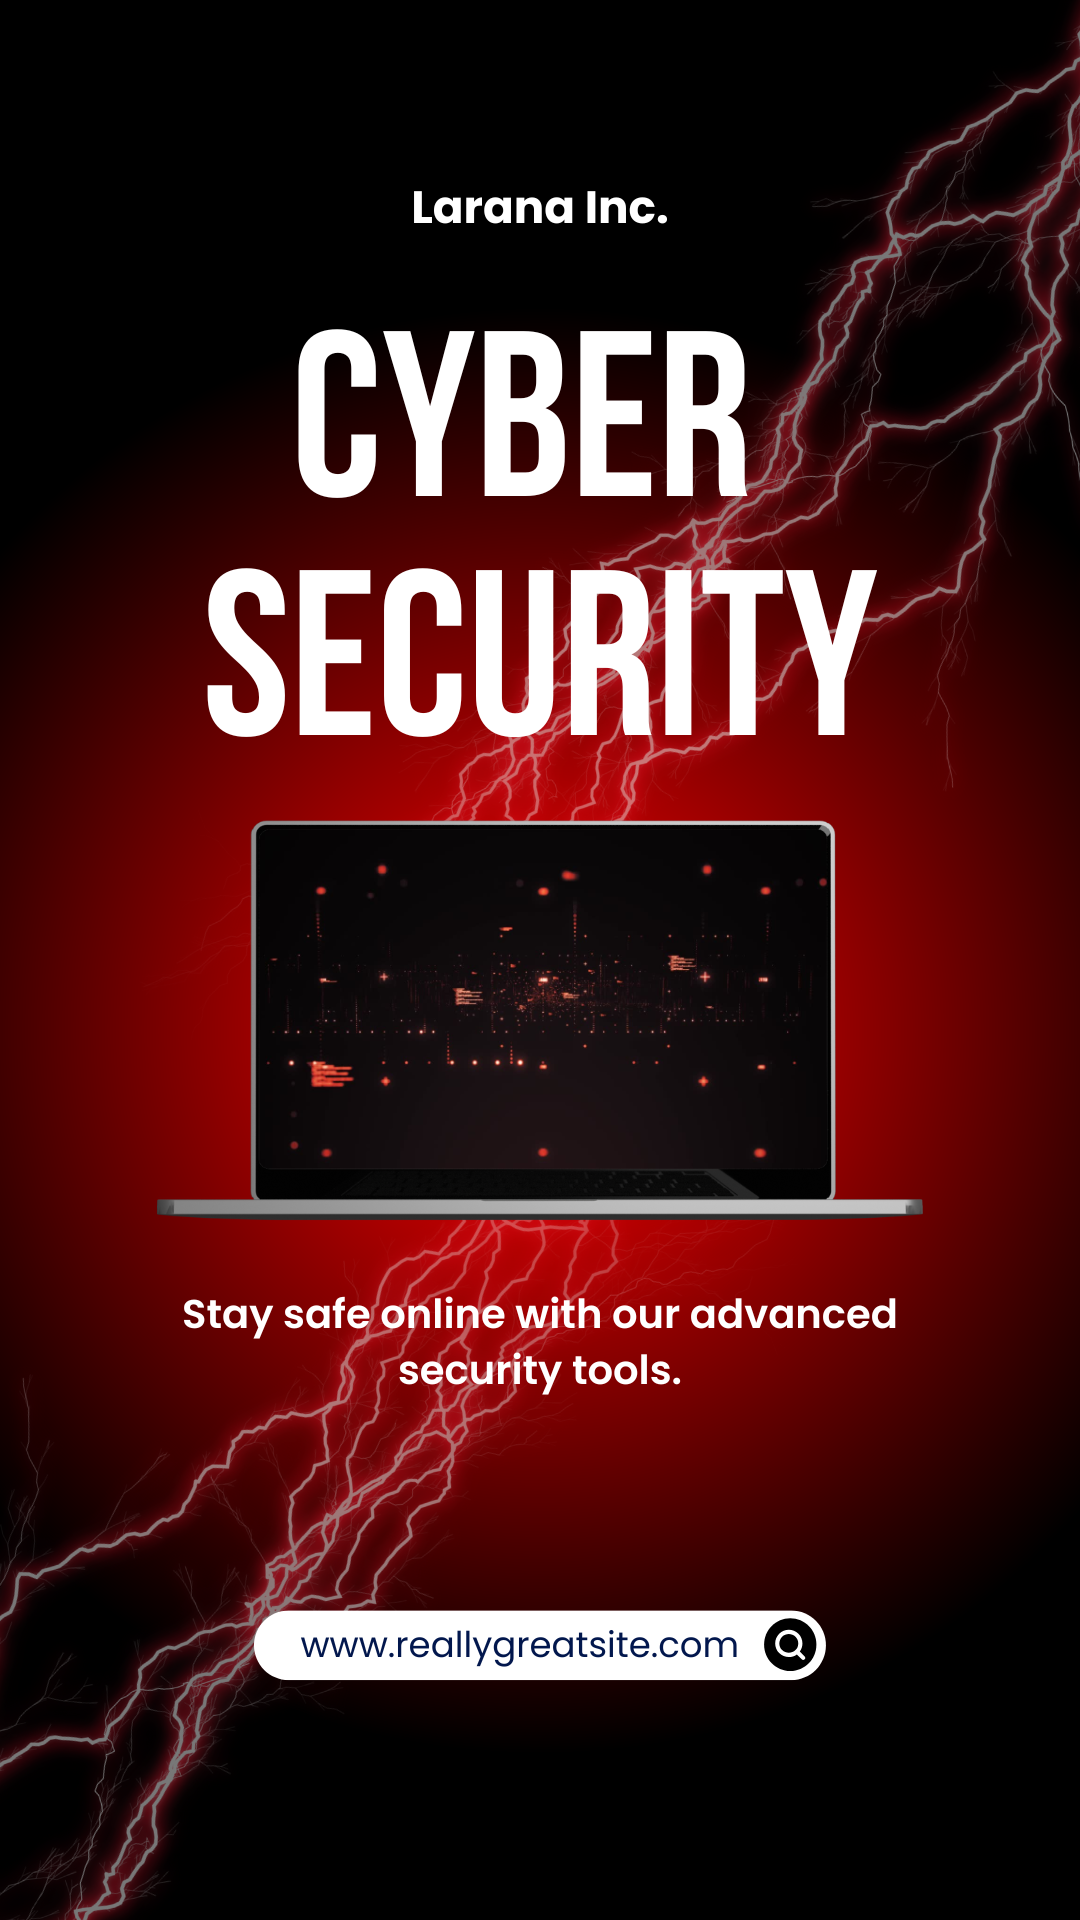 Larana Inc.
CYBER
SECURITY
Stay safe online with our advanced
security tools.
www.reallygreatsite.com